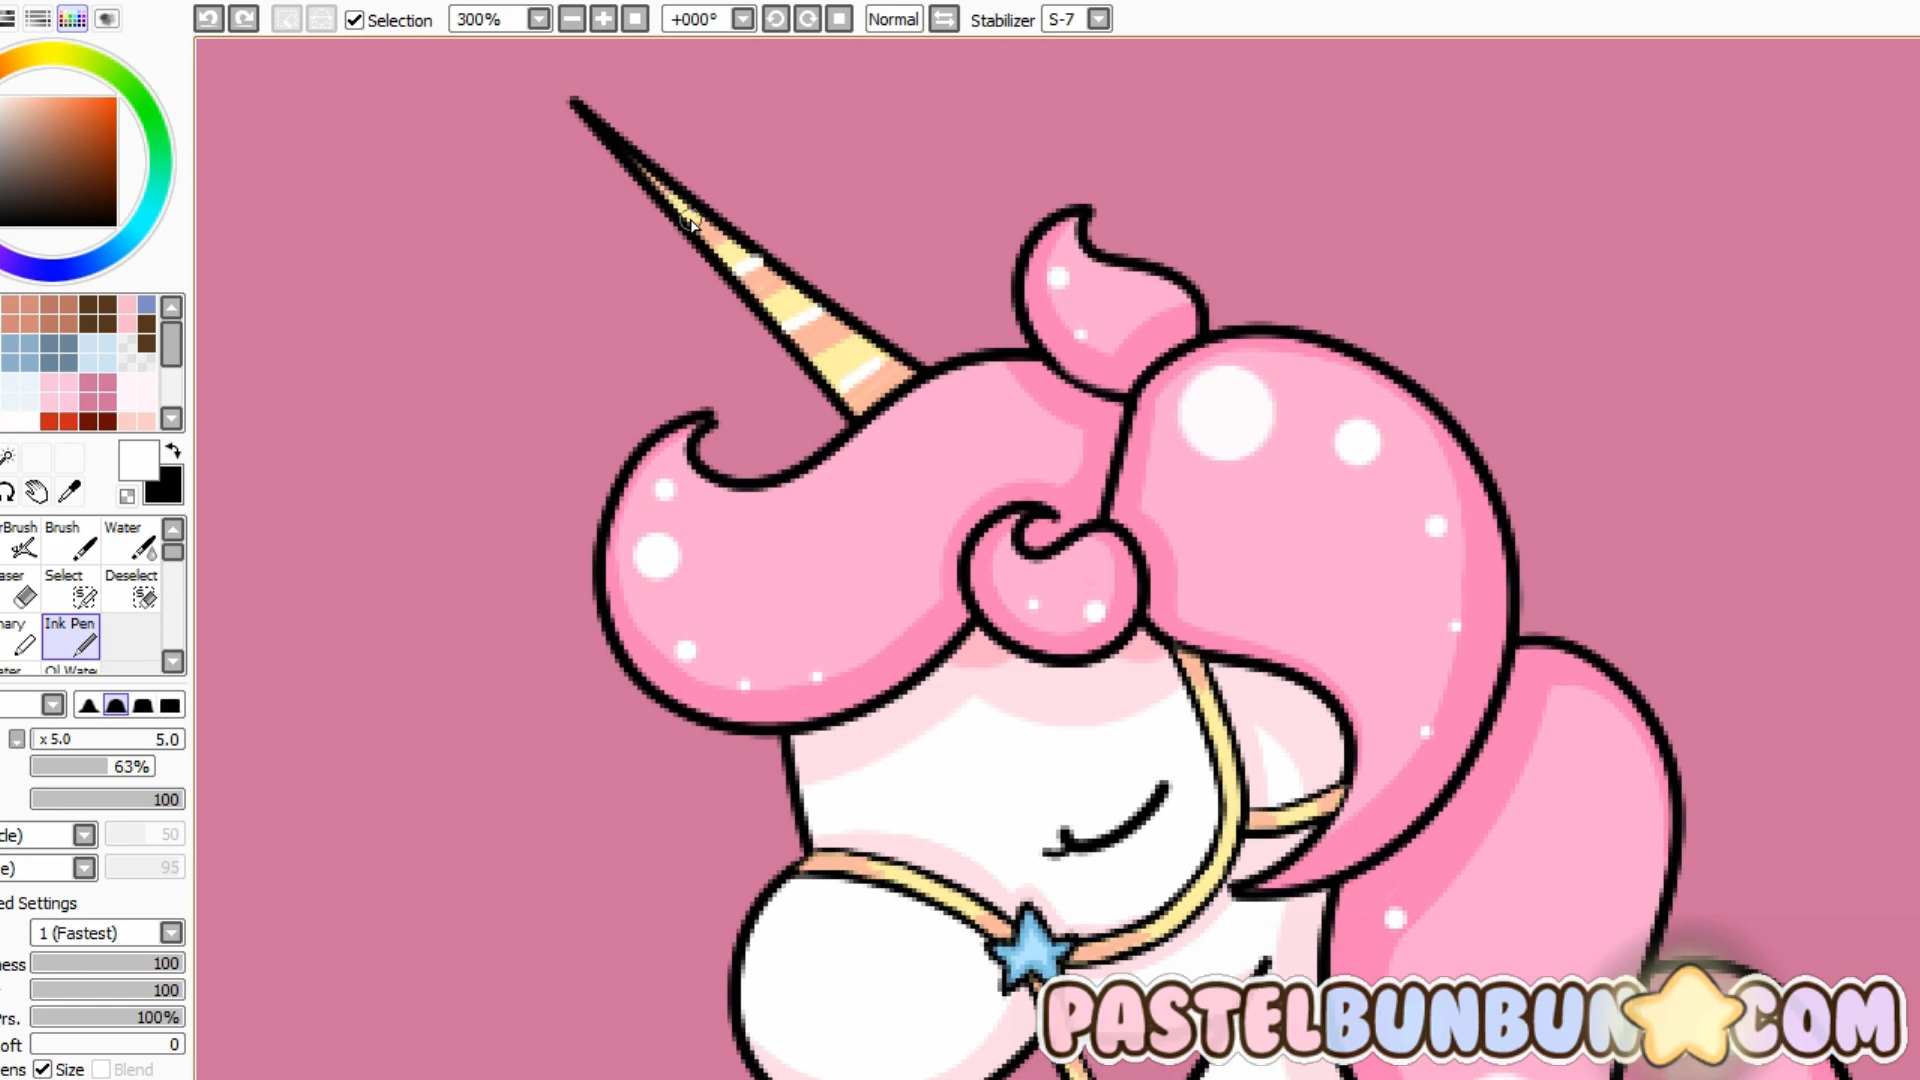 Selection 300% +000° Normal Stabilizer S-7
Brush Water
Select Deselect
Ink Pen
x 5.0 5.0
63%
100
50
95
Settings
1 (Fastest)
100
100
100%
0
Size Blend
PASTELBUNBUN COM